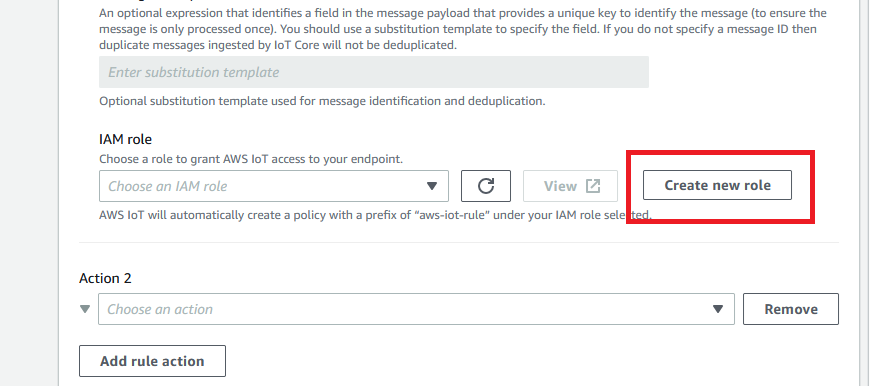 An optional expression that identifies a field in the message payload that provides a unique key to identify the message (to ensure the
message is only processed once). You should use a substitution template to specify the field. If you do not specify a message ID then
duplicate messages ingested by IoT Core will not be deduplicated.
Enter substitution template
Optional substitution template used for message identification and deduplication.
IAM role
Choose a role to grant AWS IoT access to your endpoint.
Choose an IAM role
View
Create new role
AWS IoT will automatically create a policy with a prefix of “aws-iot-rule” under your IAM role selected.
Action 2
Choose an action
Remove
Add rule action